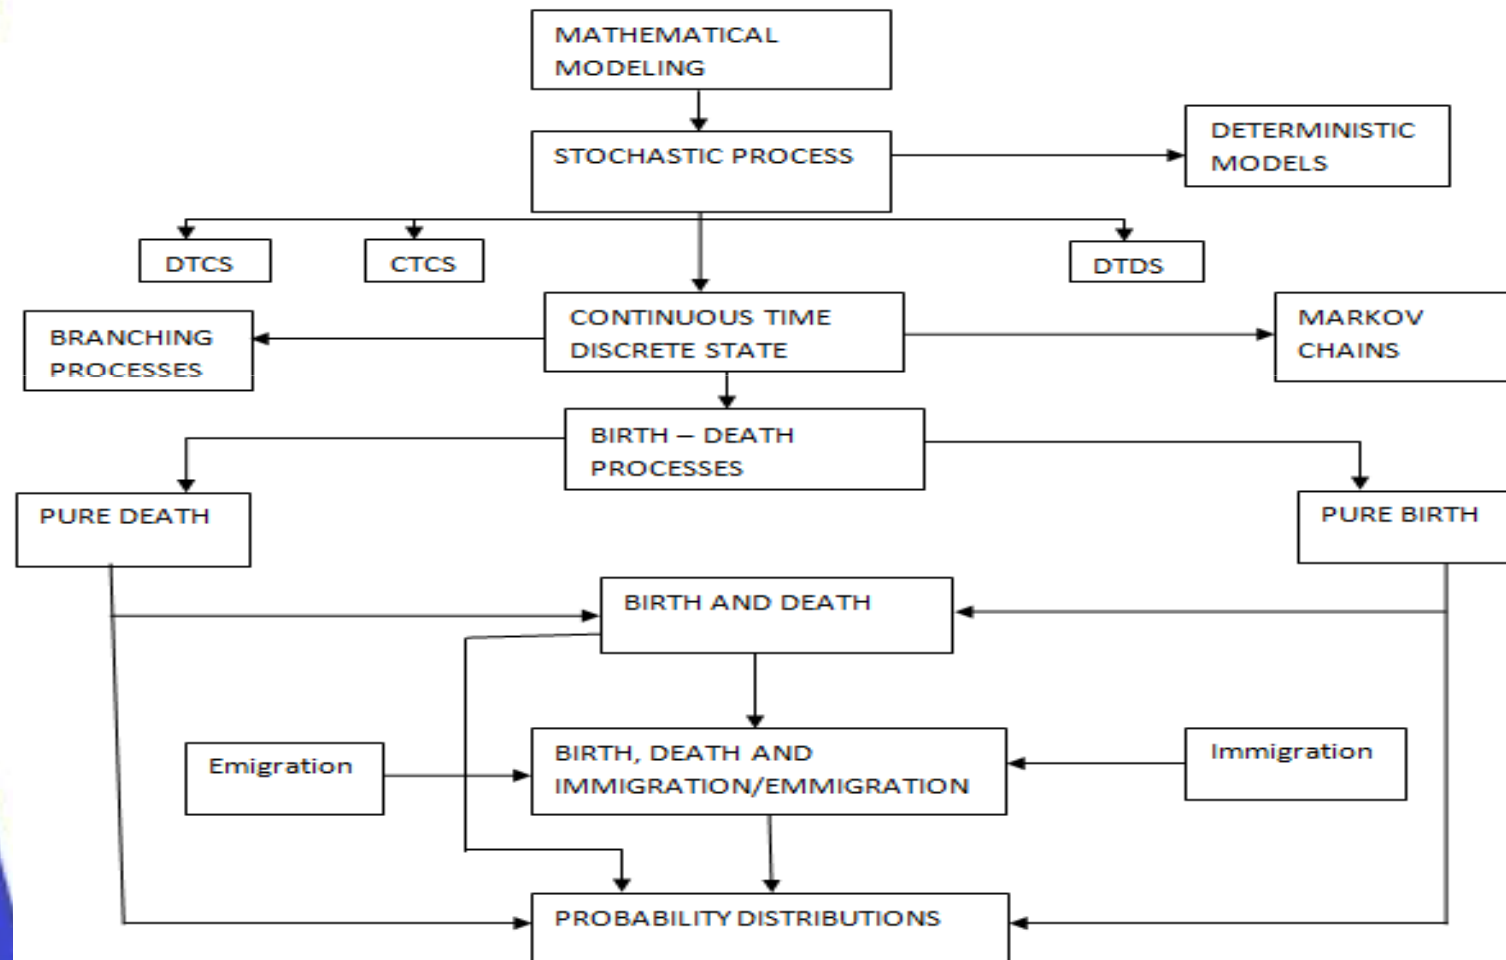 MATHEMATICAL
MODELING
STOCHASTIC PROCESS
DETERMINISTIC
MODELS
DTCS
CTCS
DTDS
BRANCHING
PROCESSES
CONTINUOUS TIME
DISCRETE STATE
MARKOV
CHAINS
BIRTH – DEATH
PROCESSES
PURE DEATH
PURE BIRTH
BIRTH AND DEATH
Emigration
BIRTH, DEATH AND
IMMIGRATION/EMMIGRATION
Immigration
PROBABILITY DISTRIBUTIONS